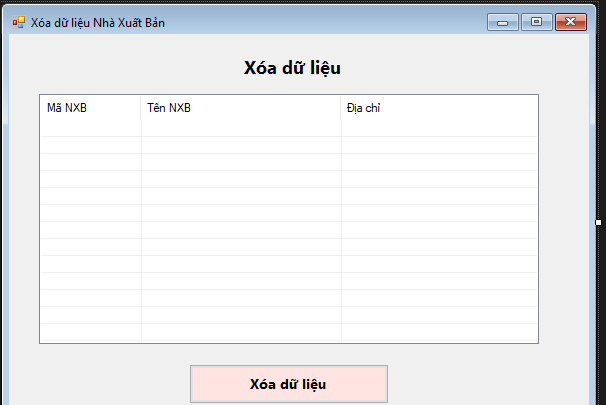 Xóa dữ liệu Nhà Xuất Bản
Xóa dữ liệu
Mã NXB Tên NXB Địa chỉ
Xóa dữ liệu